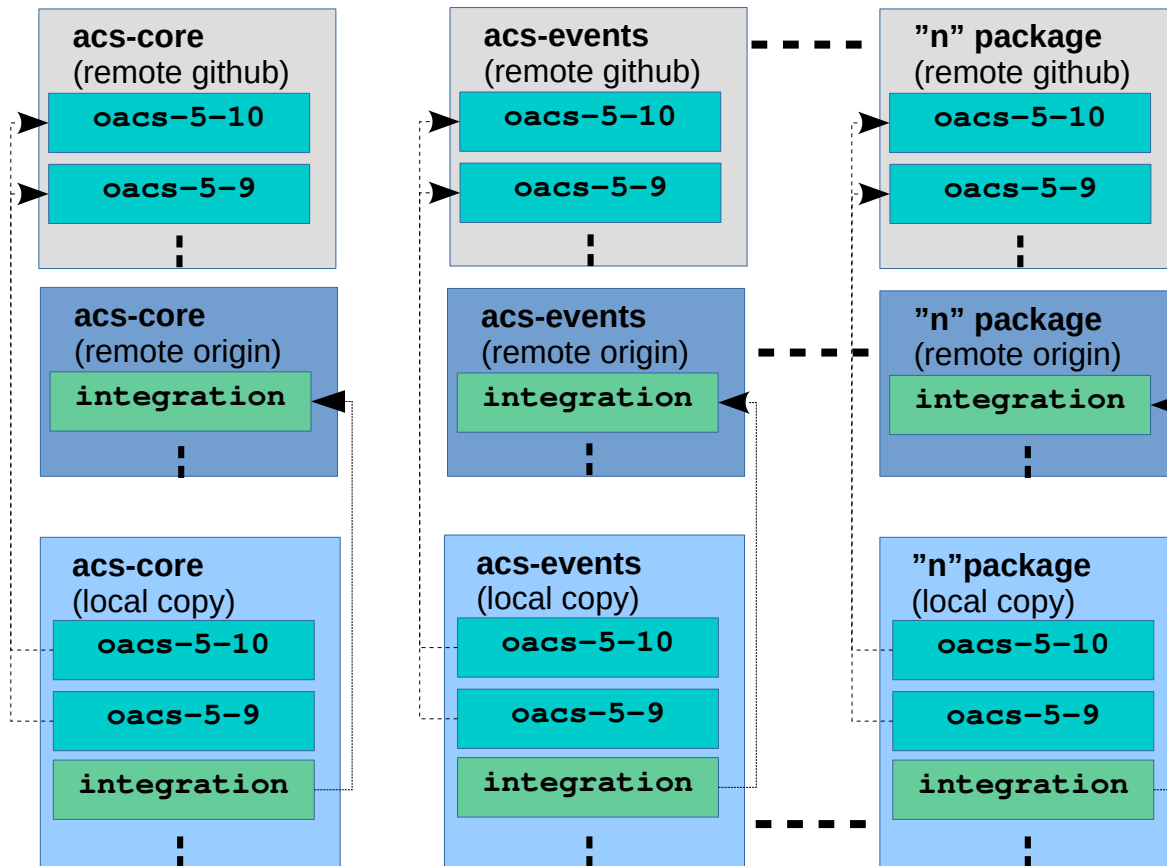 acs-core
(remote github)
oacs–5–10
oacs–5–9
acs-core
(remote origin)
integration
acs-core
(local copy)
oacs–5–10
oacs–5–9
integration
acs-events
(remote github)
oacs–5–10
oacs–5–9
acs-events
(remote origin)
integration
acs-events
(local copy)
oacs–5–10
oacs–5–9
integration
”n” package
(remote github)
oacs–5–10
oacs–5–9
”n” package
(remote origin)
integration
”n”package
(local copy)
oacs–5–10
oacs–5–9
integration